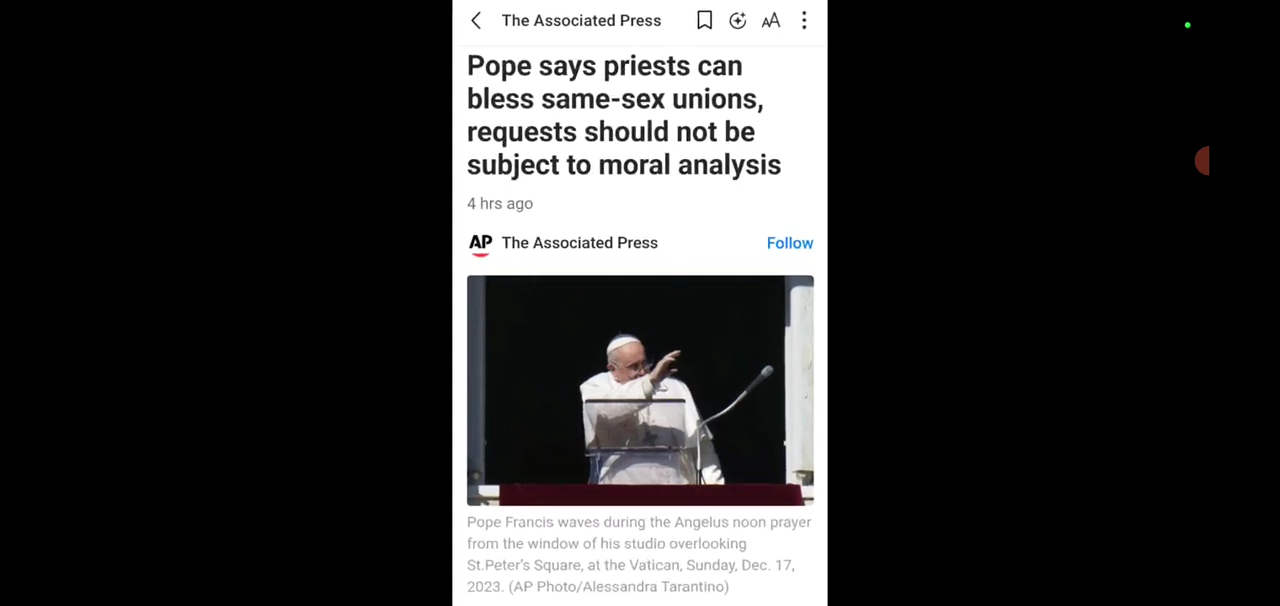 The Associated Press
AA
Pope says priests can
bless same-sex unions,
requests should not be
subject to moral analysis
4 hrs ago
AP The Associated Press Follow
Pope Francis waves during the Angelus noon prayer
from the window of his studio overlooking
St.Peter's Square, at the Vatican, Sunday, Dec. 17,
2023. (AP Photo/Alessandra Tarantino)